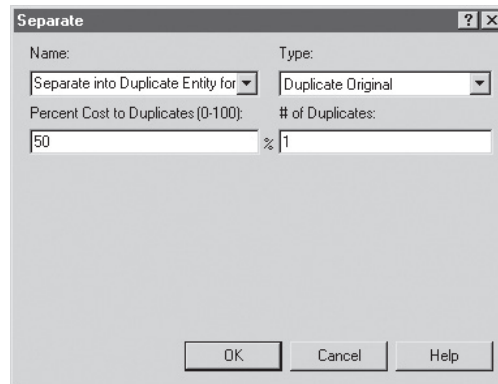 Separate
Name: Type:
Separate into Duplicate Entity for Duplicate Original
Percent Cost to Duplicates (0-100): # of Duplicates:
50 % 1
OK Cancel Help